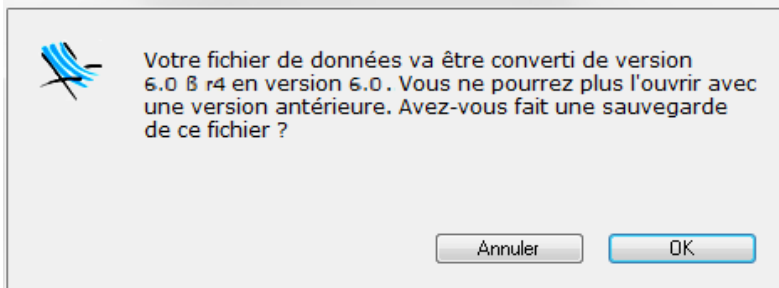 Votre fichier de données va être converti de version
6.0 ß r4 en version 6.0. Vous ne pourrez plus l'ouvrir avec
une version antérieure. Avez-vous fait une sauvegarde
de ce fichier ?
Annuler OK